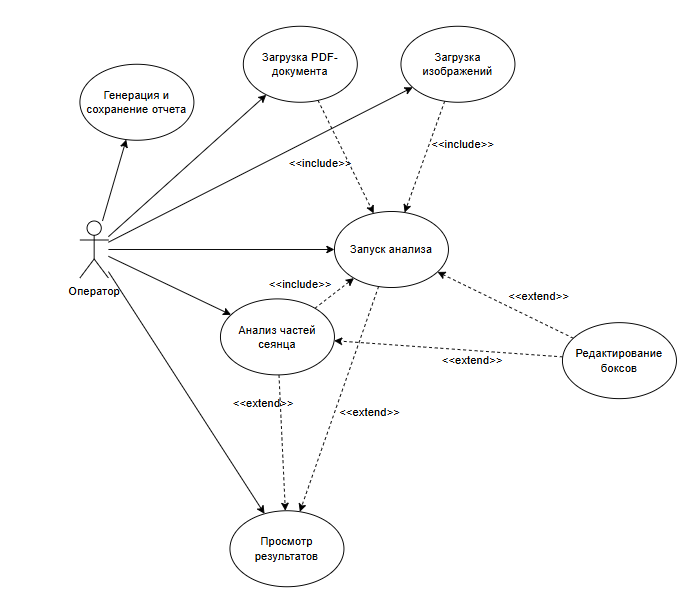 Загрузка PDF-
документа
Загрузка
изображений
Генерация и
сохранение отчета
<<include>>
<<include>>
Запуск анализа
Оператор
<<include>>
<<extend>>
Анализ частей
сеянца
Редактирование
боксов
<<extend>>
<<extend>>
<<extend>>
Просмотр
результатов